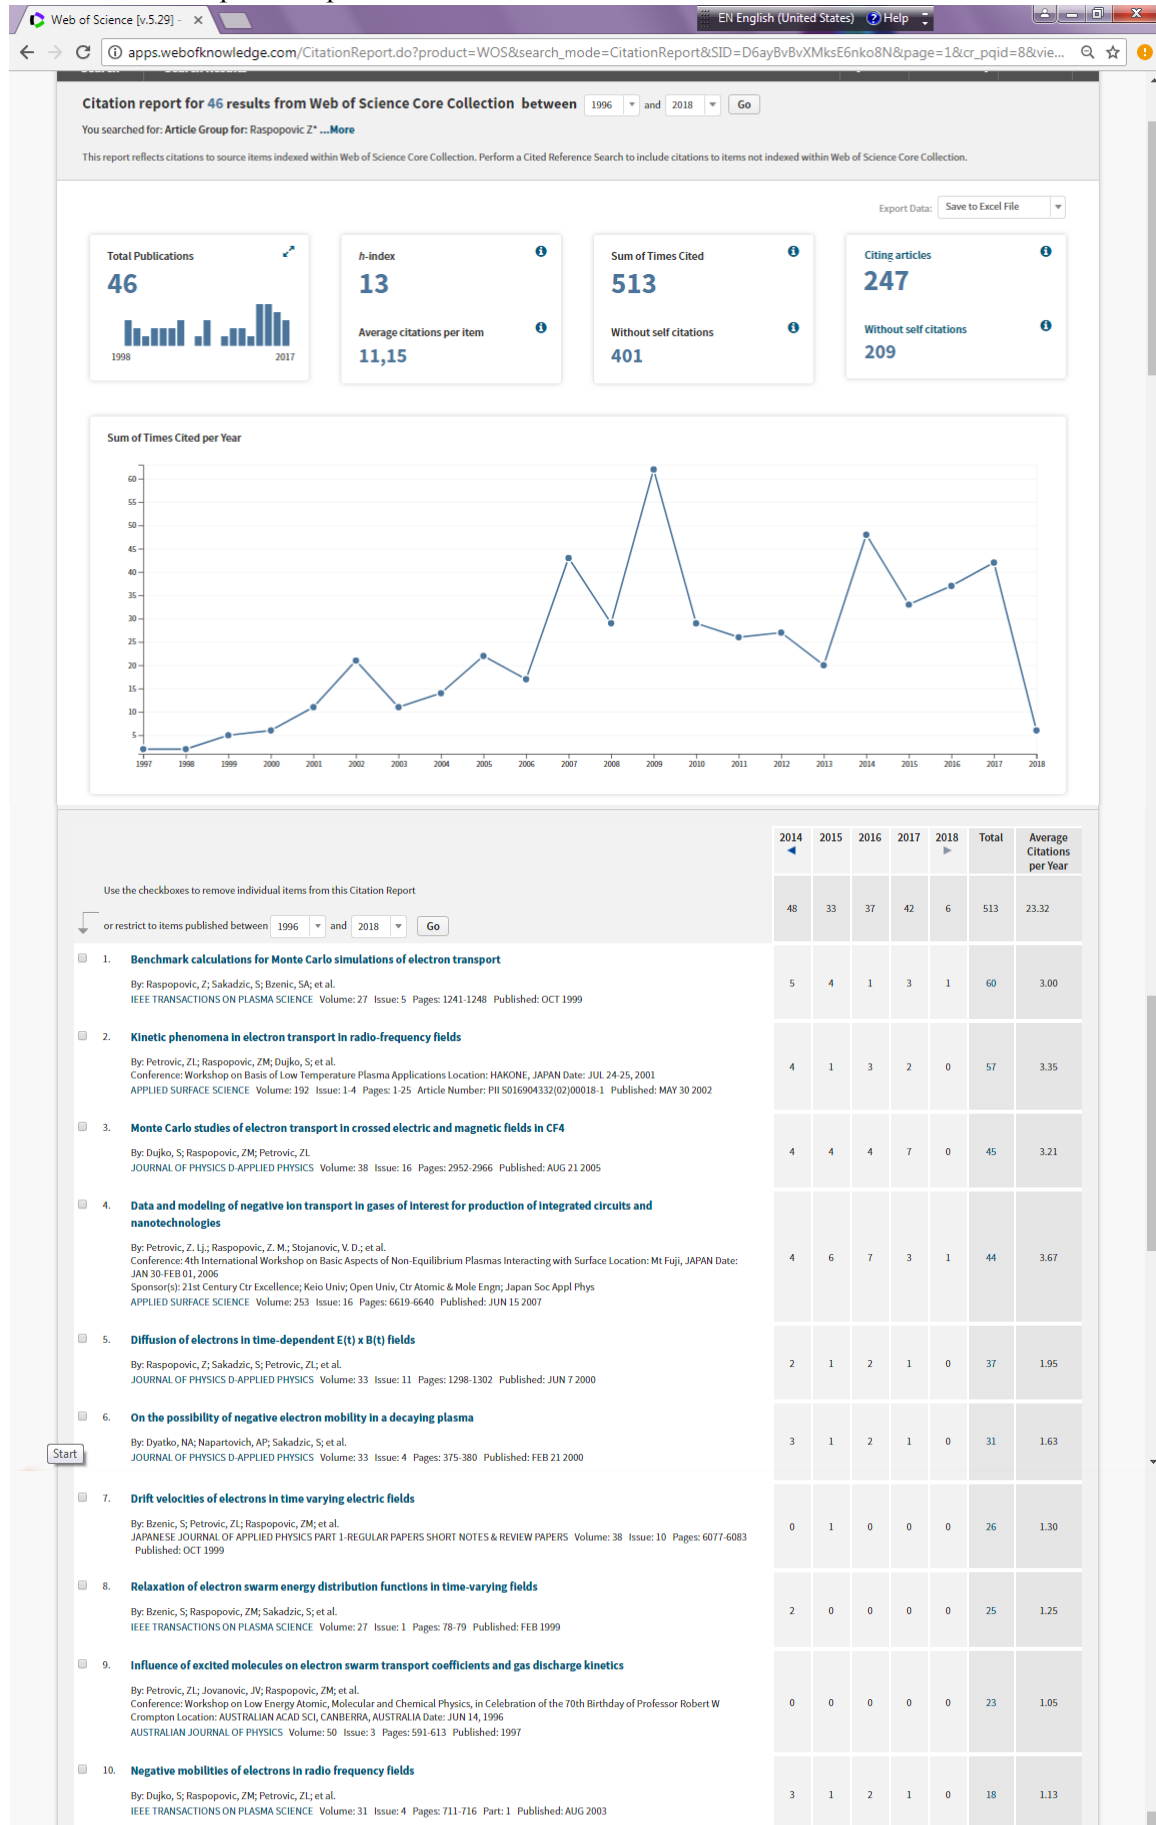 Web of Science [v.5.29] - ×
EN English (United States) Help
apps.webofknowledge.com/CitationReport.do?product=WOS&search_mode=CitationReport&SID=D6ayBvBvXMksE6nko8N&page=1&cr_pqid=8&vie...
Citation report for 46 results from Web of Science Core Collection between 1996 and 2018 Go
You searched for: Article Group for: Raspopovic Z* ...More
This report reflects citations to source items indexed within Web of Science Core Collection. Perform a Cited Reference Search to include citations to items not indexed within Web of Science Core Collection.
Export Data: Save to Excel File
Total Publications
46
1998 2017
h-index
13
Average citations per item
11,15
Sum of Times Cited
513
Without self citations
401
Citing articles
247
Without self citations
209
Sum of Times Cited per Year
60
55
50
45
40
35
30
25
20
15
10
5
1997 1998 1999 2000 2001 2002 2003 2004 2005 2006 2007 2008 2009 2010 2011 2012 2013 2014 2015 2016 2017 2018
2014 2015 2016 2017 2018 Total Average Citations per Year
Use the checkboxes to remove individual items from this Citation Report
or restrict to items published between 1996 and 2018 Go
48 33 37 42 6 513 23.32
1. Benchmark calculations for Monte Carlo simulations of electron transport
By: Raspopovic, Z; Sakadzic, S; Bzenic, SA; et al.
IEEE TRANSACTIONS ON PLASMA SCIENCE Volume: 27 Issue: 5 Pages: 1241-1248 Published: OCT 1999
5 4 1 3 1 60 3.00
2. Kinetic phenomena in electron transport in radio-frequency fields
By: Petrovic, ZL; Raspopovic, ZM; Dujko, S; et al.
Conference: Workshop on Basis of Low Temperature Plasma Applications Location: HAKONE, JAPAN Date: JUL 24-25, 2001
APPLIED SURFACE SCIENCE Volume: 192 Issue: 1-4 Pages: 1-25 Article Number: PII S016904332(02)00018-1 Published: MAY 30 2002
4 1 3 2 0 57 3.35
3. Monte Carlo studies of electron transport in crossed electric and magnetic fields in CF4
By: Dujko, S; Raspopovic, ZM; Petrovic, ZL
JOURNAL OF PHYSICS D-APPLIED PHYSICS Volume: 38 Issue: 16 Pages: 2952-2966 Published: AUG 21 2005
4 4 4 7 0 45 3.21
4. Data and modeling of negative ion transport in gases of interest for production of integrated circuits and
nanotechnologies
By: Petrovic, Z. Lj.; Raspopovic, Z. M.; Stojanovic, V. D.; et al.
Conference: 4th International Workshop on Basic Aspects of Non-Equilibrium Plasmas Interacting with Surface Location: Mt Fuji, JAPAN Date:
JAN 30-FEB 01, 2006
Sponsor(s): 21st Century Ctr Excellence; Keio Univ; Open Univ, Ctr Atomic & Mole Engn; Japan Soc Appl Phys
APPLIED SURFACE SCIENCE Volume: 253 Issue: 16 Pages: 6619-6640 Published: JUN 15 2007
4 6 7 3 1 44 3.67
5. Diffusion of electrons in time-dependent E(t) x B(t) fields
By: Raspopovic, Z; Sakadzic, S; Petrovic, ZL; et al.
JOURNAL OF PHYSICS D-APPLIED PHYSICS Volume: 33 Issue: 11 Pages: 1298-1302 Published: JUN 7 2000
2 1 2 1 0 37 1.95
6. On the possibility of negative electron mobility in a decaying plasma
By: Dyatko, NA; Napartovich, AP; Sakadzic, S; et al.
JOURNAL OF PHYSICS D-APPLIED PHYSICS Volume: 33 Issue: 4 Pages: 375-380 Published: FEB 21 2000
3 1 2 1 0 31 1.63
Start
7. Drift velocities of electrons in time varying electric fields
By: Bzenic, S; Petrovic, ZL; Raspopovic, ZM; et al.
JAPANESE JOURNAL OF APPLIED PHYSICS PART 1-REGULAR PAPERS SHORT NOTES & REVIEW PAPERS Volume: 38 Issue: 10 Pages: 6077-6083
Published: OCT 1999
0 1 0 0 0 26 1.30
8. Relaxation of electron swarm energy distribution functions in time-varying fields
By: Bzenic, S; Raspopovic, ZM; Sakadzic, S; et al.
IEEE TRANSACTIONS ON PLASMA SCIENCE Volume: 27 Issue: 1 Pages: 78-79 Published: FEB 1999
2 0 0 0 0 25 1.25
9. Influence of excited molecules on electron swarm transport coefficients and gas discharge kinetics
By: Petrovic, ZL; Jovanovic, JV; Raspopovic, ZM; et al.
Conference: Workshop on Low Energy Atomic, Molecular and Chemical Physics, in Celebration of the 70th Birthday of Professor Robert W
Crompton Location: AUSTRALIAN ACAD SCI, CANBERRA, AUSTRALIA Date: JUN 14, 1996
AUSTRALIAN JOURNAL OF PHYSICS Volume: 50 Issue: 3 Pages: 591-613 Published: 1997
0 0 0 0 0 23 1.05
10. Negative mobilities of electrons in radio frequency fields
By: Dujko, S; Raspopovic, ZM; Petrovic, ZL; et al.
IEEE TRANSACTIONS ON PLASMA SCIENCE Volume: 31 Issue: 4 Pages: 711-716 Part: 1 Published: AUG 2003
3 1 2 1 0 18 1.13